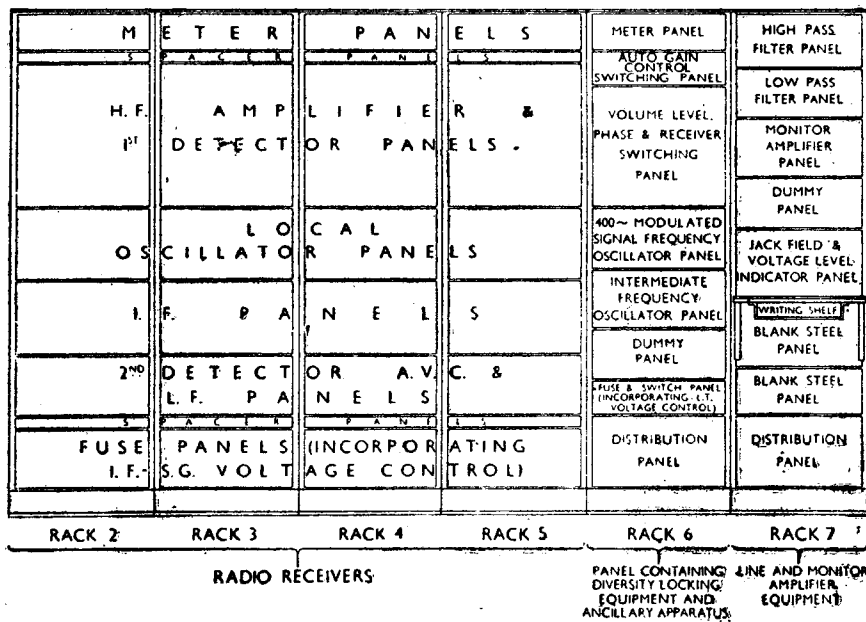 METER PANELS
SPACER PANELS
H.F. AMPLIFIER &
1ST DETECTOR PANELS.
LOCAL
OSCILLATOR PANELS
I.F. PANELS
2ND DETECTOR A.V.C. &
L.F. PANELS
SPACER PANELS
FUSE PANELS (INCORPORATING
I.F.-S.G. VOLTAGE CONTROL)
METER PANEL
AUTO GAIN
CONTROL
SWITCHING PANEL
VOLUME LEVEL,
PHASE & RECEIVER
SWITCHING
PANEL
400~ MODULATED
SIGNAL FREQUENCY
OSCILLATOR PANEL
INTERMEDIATE
FREQUENCY
OSCILLATOR PANEL
DUMMY
PANEL
FUSE & SWITCH PANEL
(INCORPORATING L.T.
VOLTAGE CONTROL)
DISTRIBUTION
PANEL
HIGH PASS
FILTER PANEL
LOW PASS
FILTER PANEL
MONITOR
AMPLIFIER
PANEL
DUMMY
PANEL
JACK FIELD &
VOLTAGE LEVEL
INDICATOR PANEL
WRITING SHELF
BLANK STEEL
PANEL
BLANK STEEL
PANEL
DISTRIBUTION
PANEL
RACK 2
RACK 3
RACK 4
RACK 5
RACK 6
RACK 7
RADIO RECEIVERS
PANEL CONTAINING
DIVERSITY LOCKING
EQUIPMENT AND
ANCILLARY APPARATUS
LINE AND MONITOR
AMPLIFIER
EQUIPMENT